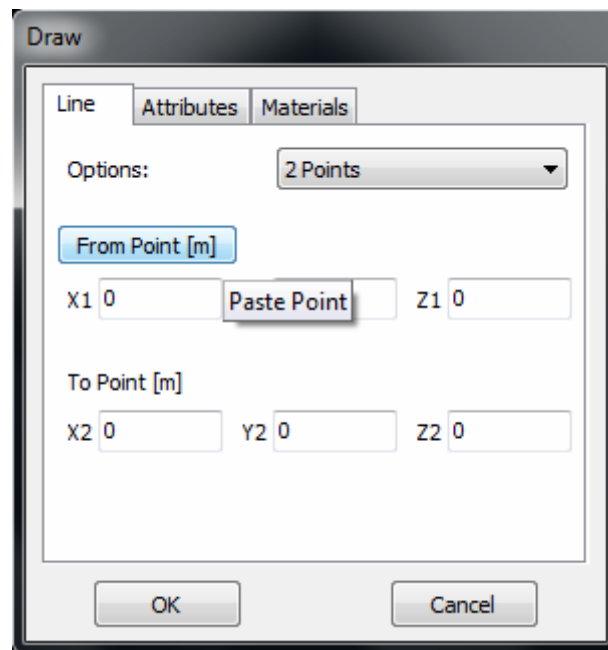 Draw
Line Attributes Materials
Options: 2 Points
From Point [m]
X1 0 Paste Point Z1 0
To Point [m]
X2 0 Y2 0 Z2 0
OK Cancel